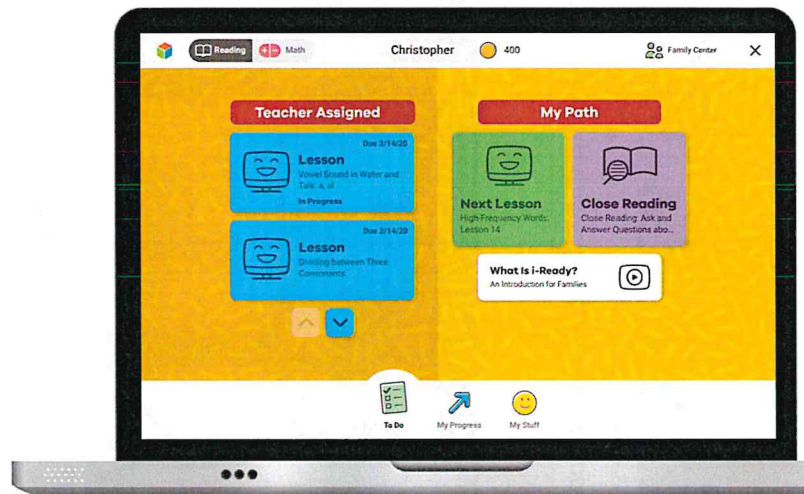 Reading
Math
Christopher
400
Family Center
Teacher Assigned
Due 2/14/20
Lesson
Vowel Sound in Water and
Talk: a, al
In Progress
Due 2/14/20
Lesson
Dividing between Three
Consonants
My Path
Next Lesson
High-Frequency Words:
Lesson 14
Close Reading
Close Reading: Ask and
Answer Questions abo...
What Is i-Ready?
An Introduction for Families
To Do
My Progress
My Stuff